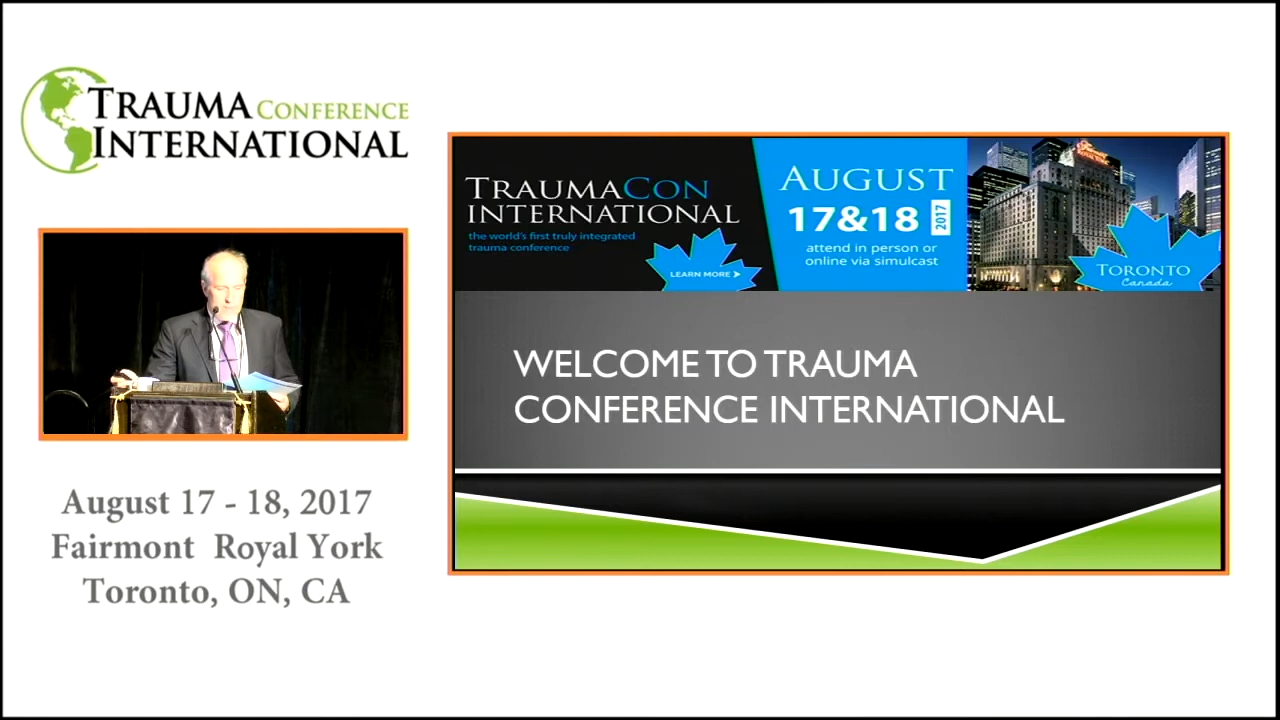 TRAUMA CONFERENCE
INTERNATIONAL
August 17 - 18, 2017
Fairmont Royal York
Toronto, ON, CA
TRAUMACON
INTERNATIONAL
the world's first truly integrated
trauma conference
LEARN MORE
AUGUST
17&18 2017
attend in person or
online via simulcast
Royal York
TORONTO
Canada
WELCOME TO TRAUMA
CONFERENCE INTERNATIONAL